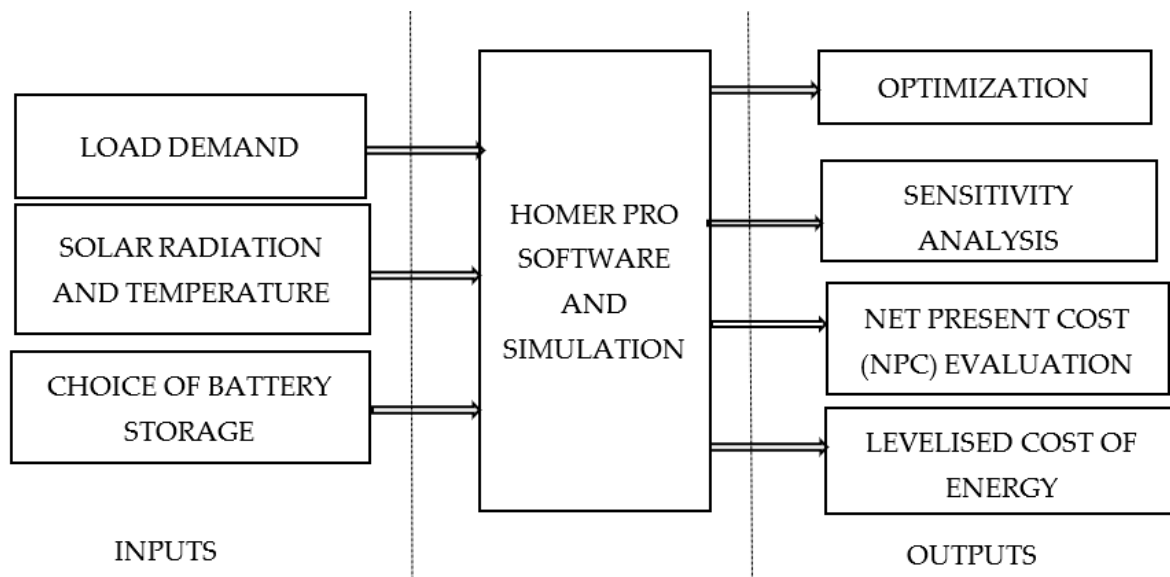 LOAD DEMAND
SOLAR RADIATION
AND TEMPERATURE
CHOICE OF BATTERY
STORAGE
INPUTS
HOMER PRO
SOFTWARE
AND
SIMULATION
OPTIMIZATION
SENSITIVITY
ANALYSIS
NET PRESENT COST
(NPC) EVALUATION
LEVELISED COST OF
ENERGY
OUTPUTS